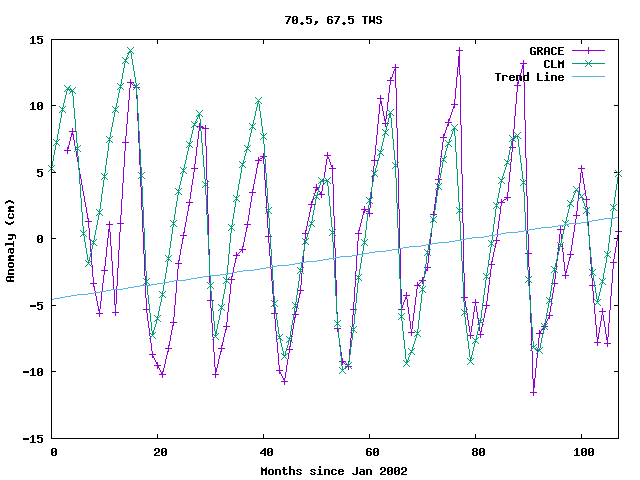 70.5, 67.5 TWS
GRACE
CLM
Trend Line
15
10
5
0
-5
-10
-15
Anomaly (cm)
0 20 40 60 80 100
Months since Jan 2002